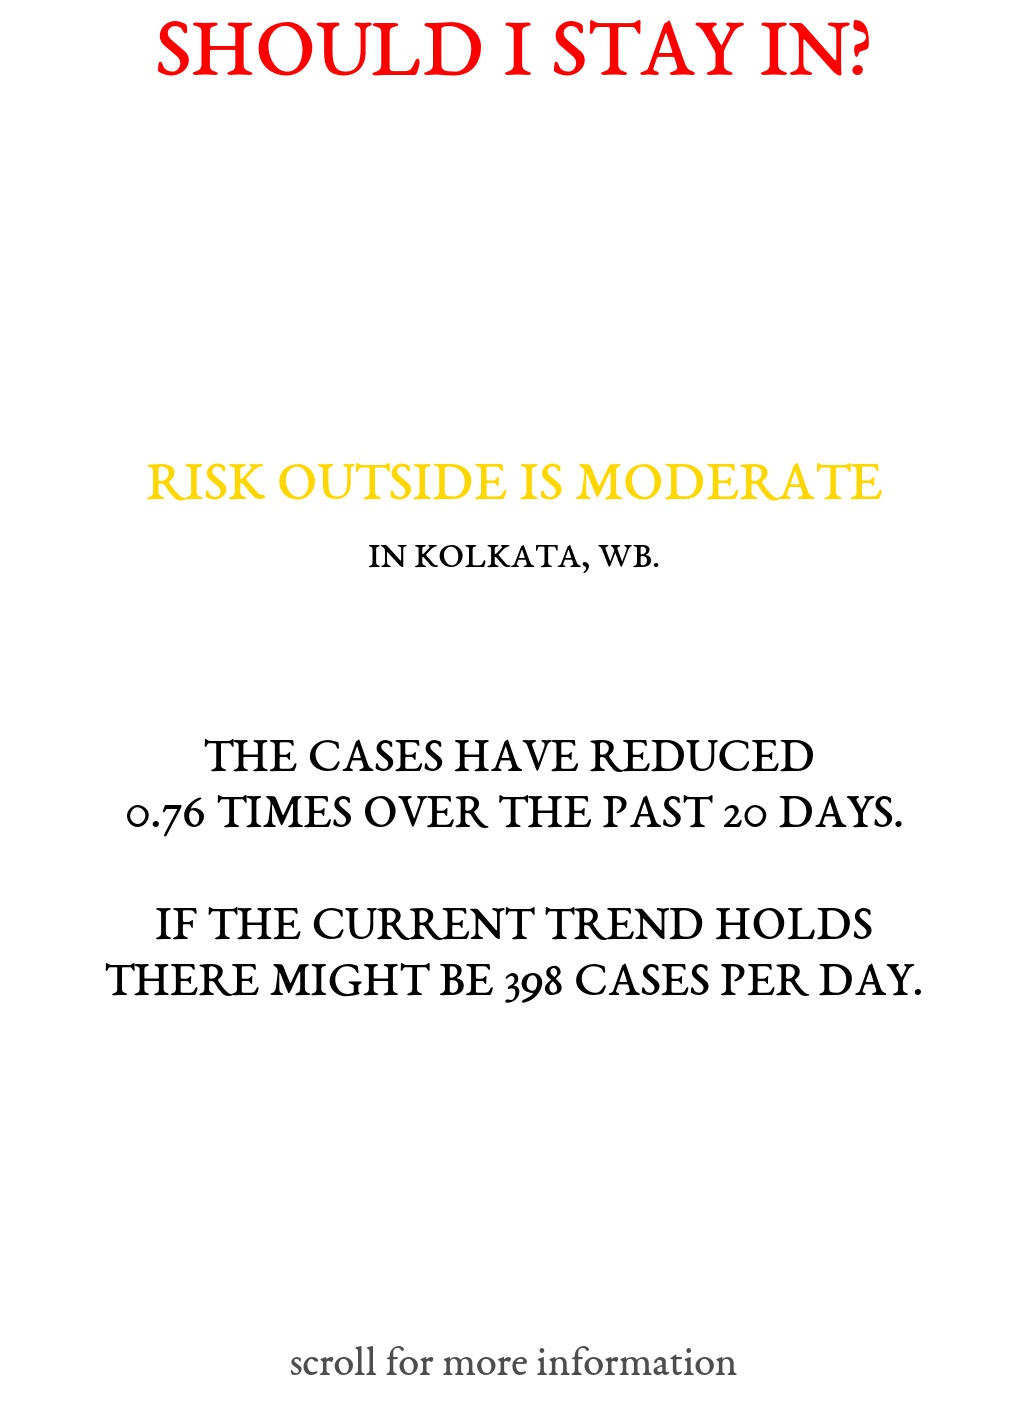 SHOULD I STAY IN?
RISK OUTSIDE IS MODERATE
IN KOLKATA, WB.
THE CASES HAVE REDUCED
0.76 TIMES OVER THE PAST 20 DAYS.
IF THE CURRENT TREND HOLDS
THERE MIGHT BE 398 CASES PER DAY.
scroll for more information